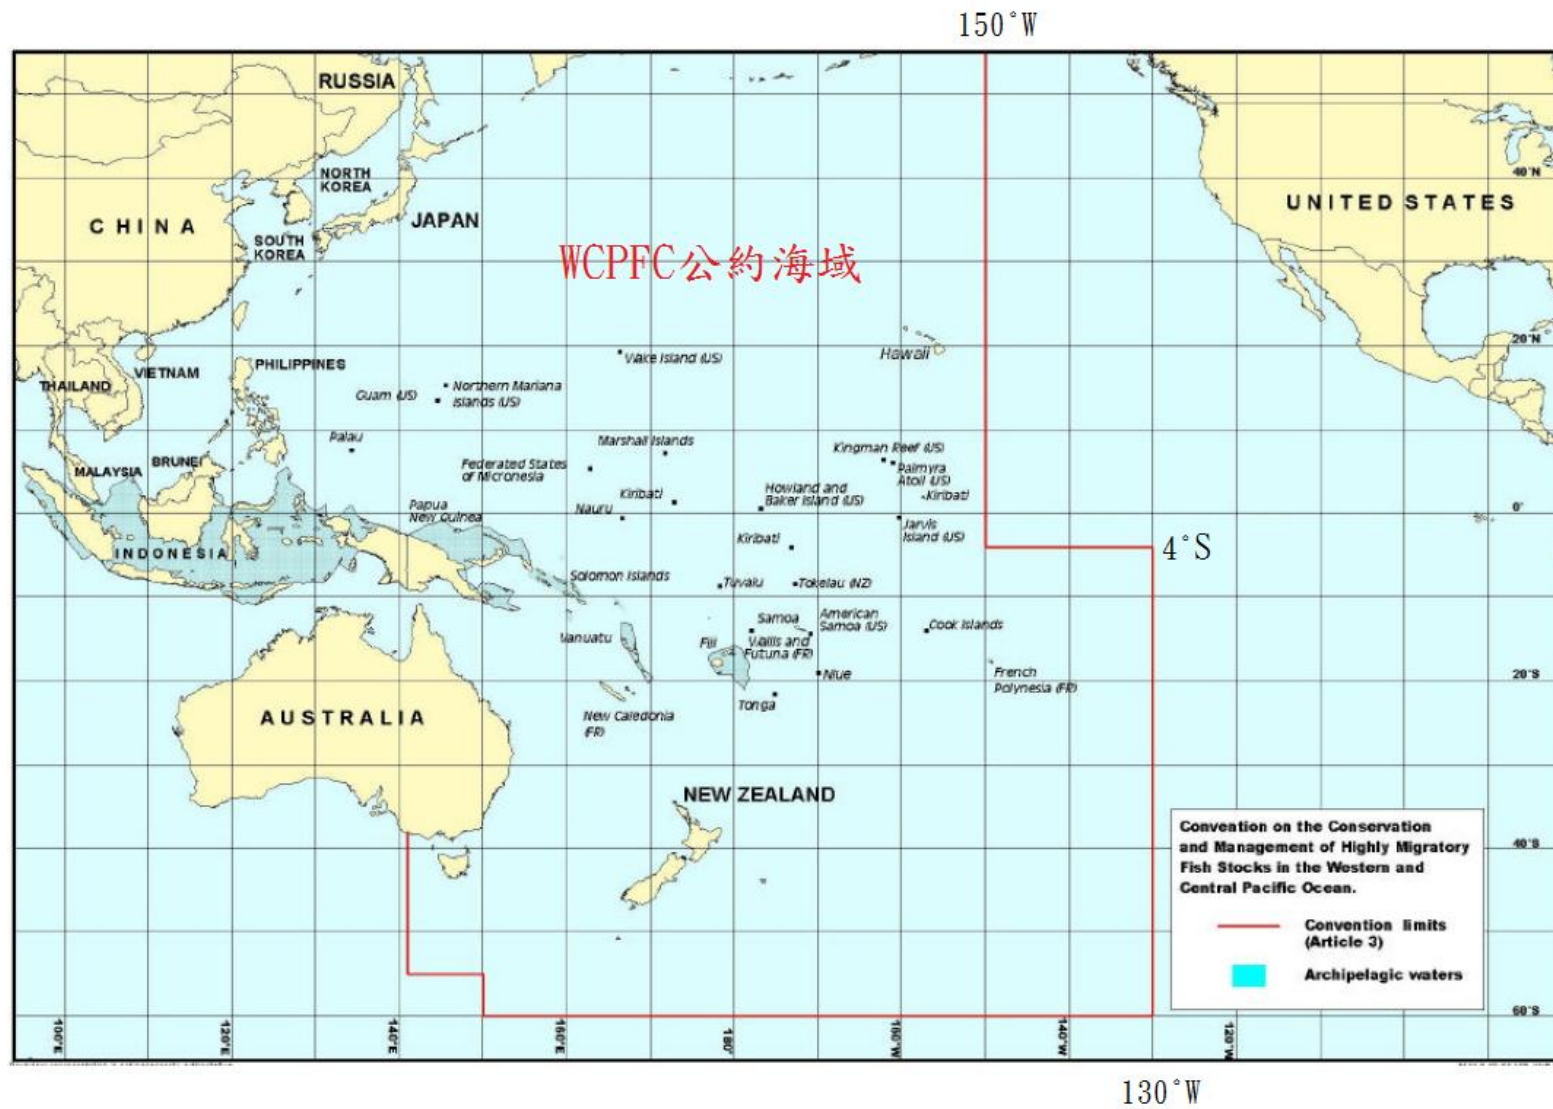 150°W
RUSSIA
NORTH
KOREA
CHINA
JAPAN
SOUTH
KOREA
UNITED STATES
40°N
WCPFC公約海域
20°N
Wake Island (US)
Hawaii
PHILIPPINES
VIETNAM
THAILAND
Guam (US)
Northern Mariana
Islands (US)
Palau
Marshall Islands
Kingman Reef (US)
MALAYSIA
BRUNEI
Federated States
of Micronesia
Palmyra
Atoll (US)
Kiribati
Howland and
Baker Island (US)
Kiribati
Papua
New Guinea
Nauru
0°
Jarvis
Island (US)
Kiribati
4°S
INDONESIA
Solomon Islands
Tuvalu
Tokelau (NZ)
Samoa
American
Samoa (US)
Cook Islands
Vanuatu
Fiji
Wallis and
Futuna (FR)
Niue
French
Polynesia (FR)
20°S
Tonga
AUSTRALIA
New Caledonia
(FR)
NEW ZEALAND
Convention on the Conservation
and Management of Highly Migratory
Fish Stocks in the Western and
Central Pacific Ocean.
40°S
Convention limits
(Article 3)
Archipelagic waters
60°S
100°E
120°E
140°E
160°E
180°
160°W
140°W
120°W
130°W